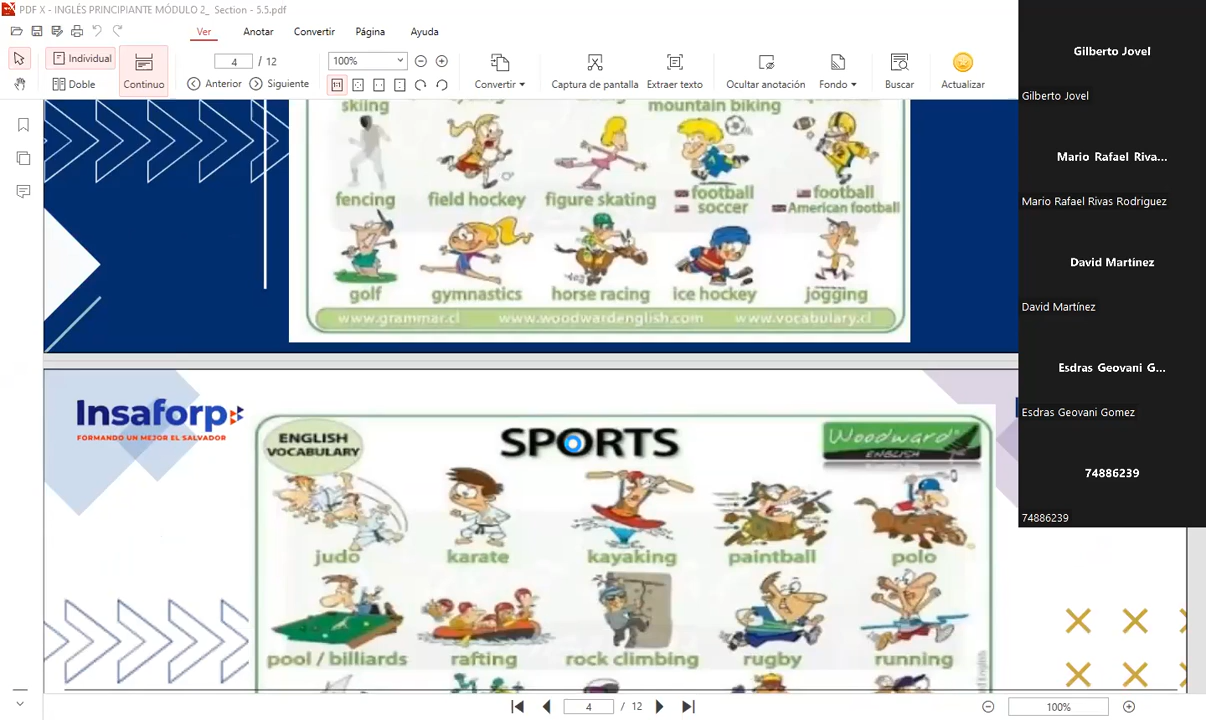 PDF X - INGLÉS PRINCIPIANTE MÓDULO 2_ Section - 5.5.pdf
Ver Anotar Convertir Página Ayuda
Individual
Doble
Continuo
4 / 12
Anterior Siguiente
100%
Convertir
Captura de pantalla
Extraer texto
Ocultar anotación
Fondo
Buscar
Actualizar
skiing mountain biking
fencing field hockey figure skating football soccer football American football
golf gymnastics horse racing ice hockey jogging
www.grammar.cl www.woodwardenglish.com www.vocabulary.cl
Insaforp
FORMANDO UN MEJOR EL SALVADOR
ENGLISH VOCABULARY
SPORTS
Woodward ENGLISH
judo karate kayaking paintball polo
pool / billiards rafting rock climbing rugby running
4 / 12
100%
Gilberto Jovel
Gilberto Jovel
Mario Rafael Riva...
Mario Rafael Rivas Rodriguez
David Martinez
David Martínez
Esdras Geovani G...
Esdras Geovani Gomez
74886239
74886239